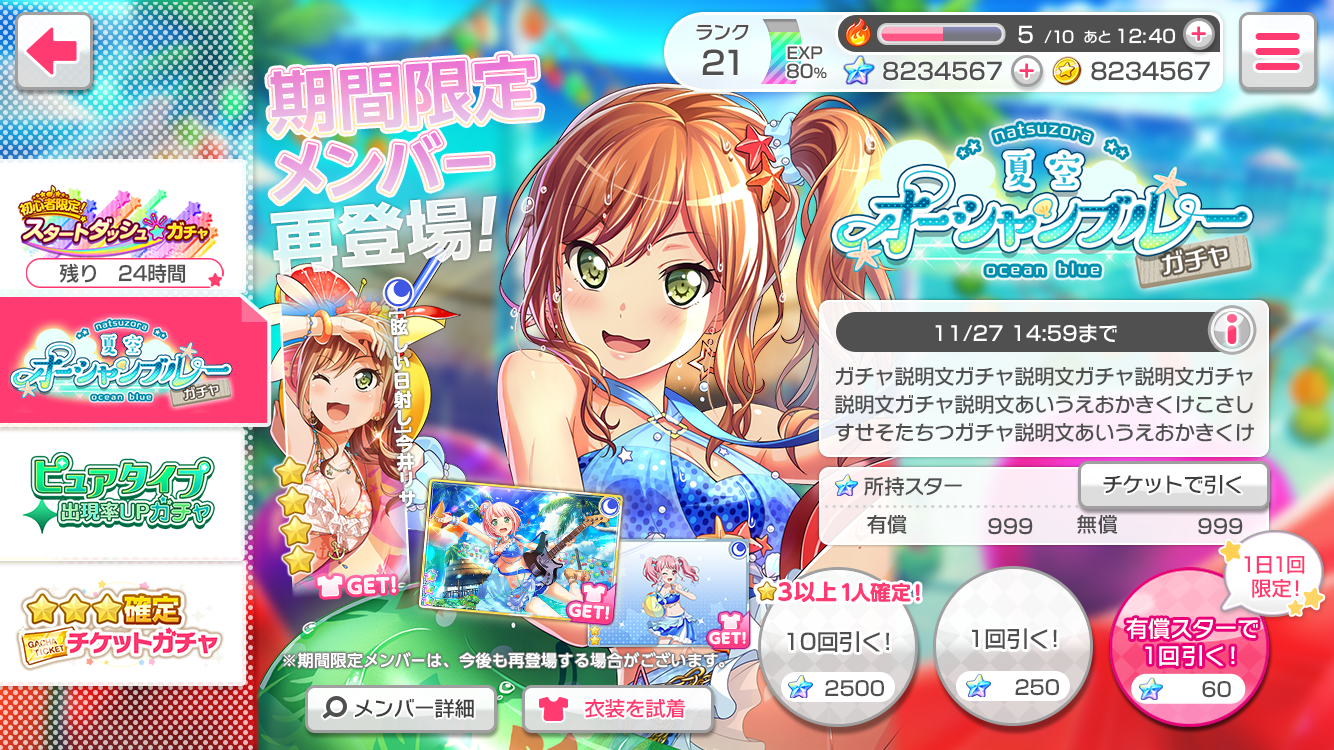 ランク
21
EXP
80%
5 /10 あと 12:40
8234567
8234567
期間限定
メンバー
再登場!
初心者限定!
スタートダッシュ★ガチャ
残り 24時間
natsuzora
夏空
オーシャンブルー
ocean blue
ガチャ
ピュアタイプ
出現率UPガチャ
★★★確定
GACHA TICKET
チケットガチャ
[眩しい日射し]今井リサ
GET!
GET!
GET!
※期間限定メンバーは、今後も再登場する場合がございます。
メンバー詳細
衣装を試着
natsuzora
夏空
オーシャンブルー
ocean blue
ガチャ
11/27 14:59まで
ガチャ説明文ガチャ説明文ガチャ説明文ガチャ
説明文ガチャ説明文あいうえおかきくけこさし
すせそたちつガチャ説明文あいうえおかきくけ
所持スター
チケットで引く
有償 999 無償 999
★3以上1人確定!
10回引く!
2500
1回引く!
250
1日1回
限定!
有償スターで
1回引く!
60